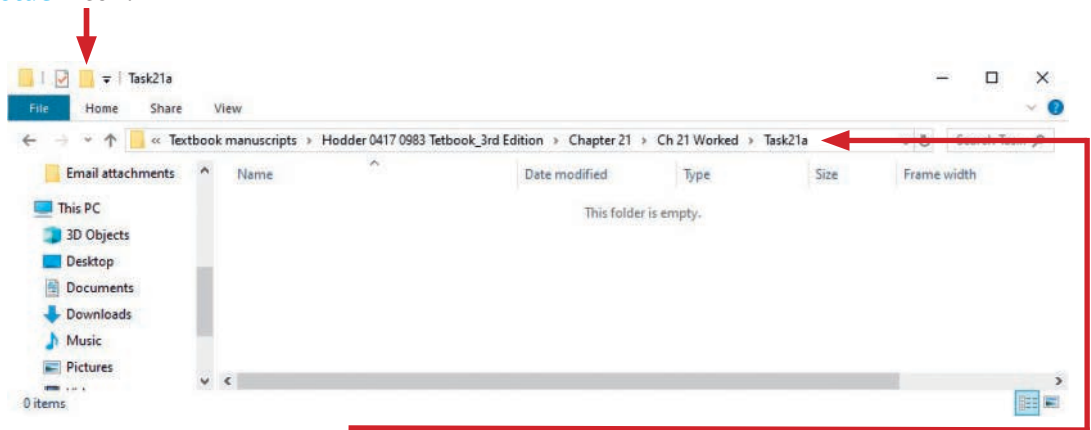 Task21a
File Home Share View
« Textbook manuscripts › Hodder 0417 0983 Tetbook_3rd Edition › Chapter 21 › Ch 21 Worked › Task21a
Email attachments Name Date modified Type Size Frame width
This PC This folder is empty.
3D Objects
Desktop
Documents
Downloads
Music
Pictures
0 items